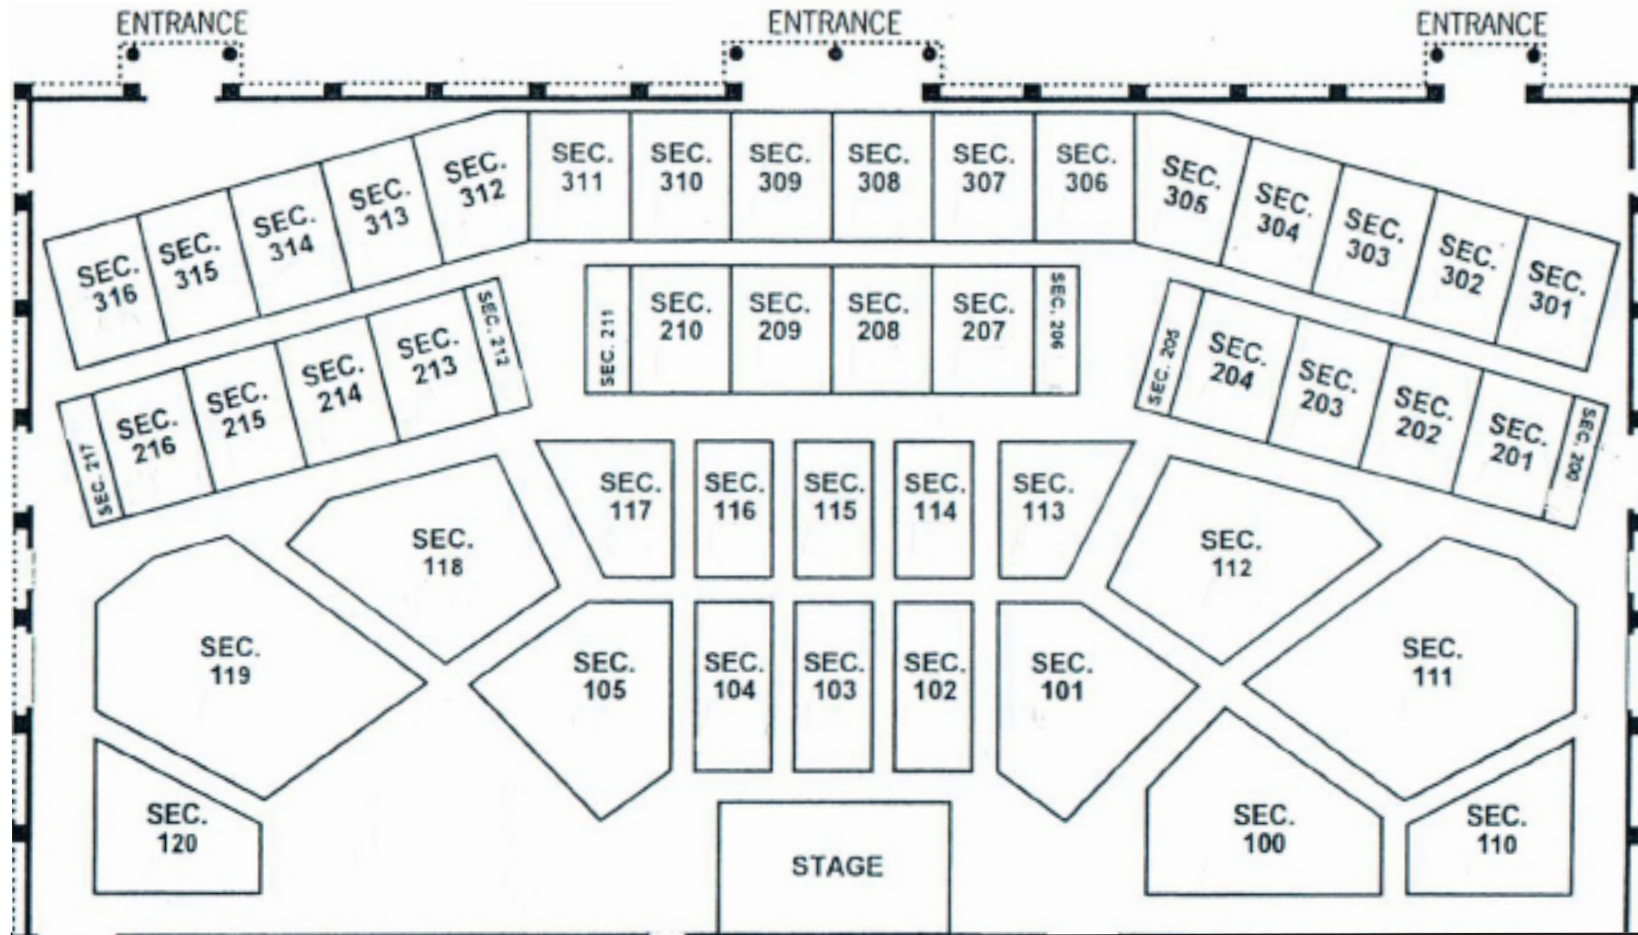 ENTRANCE
ENTRANCE
ENTRANCE
SEC.
316
SEC.
315
SEC.
314
SEC.
313
SEC.
312
SEC.
311
SEC.
310
SEC.
309
SEC.
308
SEC.
307
SEC.
306
SEC.
305
SEC.
304
SEC.
303
SEC.
302
SEC.
301
SEC. 217
SEC.
216
SEC.
215
SEC.
214
SEC.
213
SEC. 212
SEC. 211
SEC.
210
SEC.
209
SEC.
208
SEC.
207
SEC. 206
SEC. 205
SEC.
204
SEC.
203
SEC.
202
SEC.
201
SEC. 200
SEC.
119
SEC.
118
SEC.
117
SEC.
116
SEC.
115
SEC.
114
SEC.
113
SEC.
112
SEC.
111
SEC.
120
SEC.
105
SEC.
104
SEC.
103
SEC.
102
SEC.
101
SEC.
100
SEC.
110
STAGE